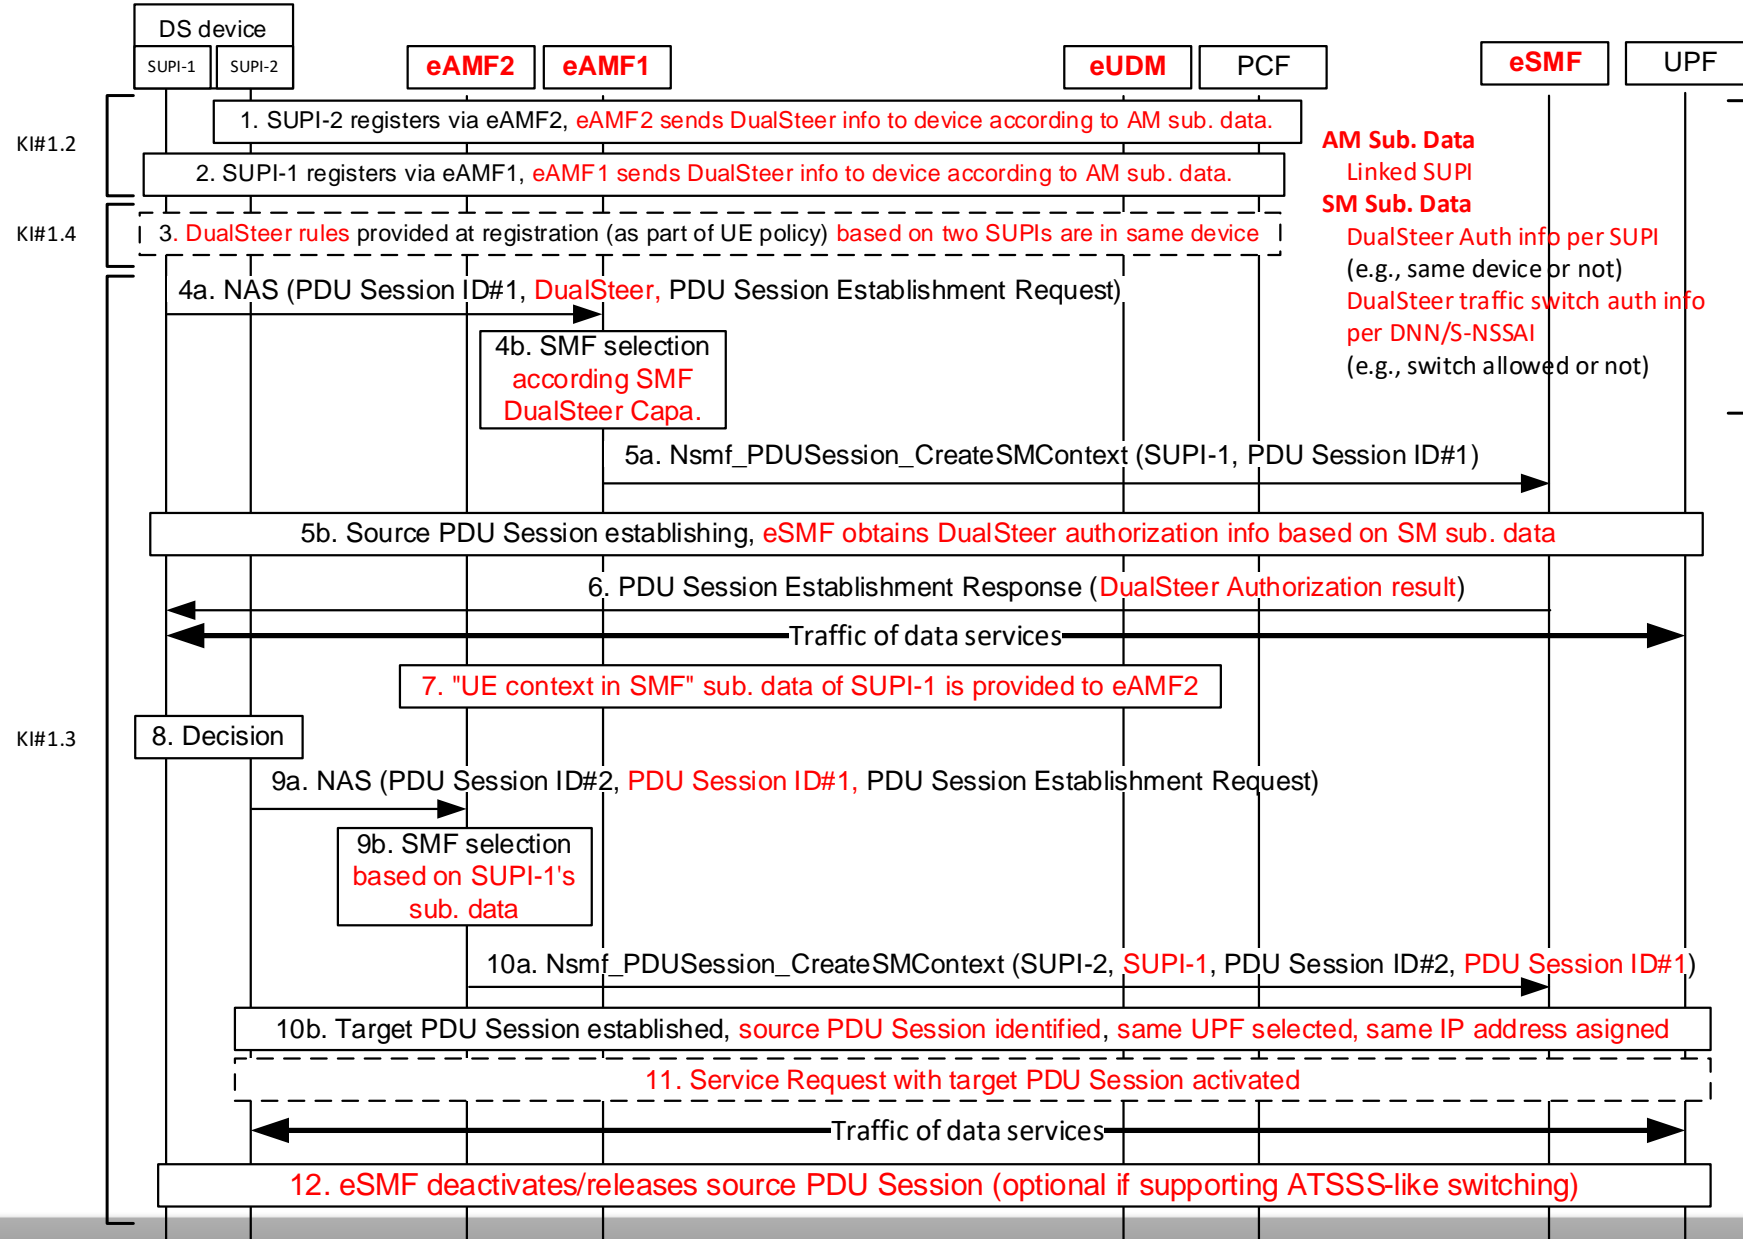 DS device
SUPI-1 SUPI-2
eAMF2 eAMF1 eUDM PCF eSMF UPF
KI#1.2
1. SUPI-2 registers via eAMF2, eAMF2 sends DualSteer info to device according to AM sub. data.
2. SUPI-1 registers via eAMF1, eAMF1 sends DualSteer info to device according to AM sub. data.
AM Sub. Data
Linked SUPI
SM Sub. Data
DualSteer Auth info per SUPI
(e.g., same device or not)
DualSteer traffic switch auth info
per DNN/S-NSSAI
(e.g., switch allowed or not)
KI#1.4
3. DualSteer rules provided at registration (as part of UE policy) based on two SUPIs are in same device
4a. NAS (PDU Session ID#1, DualSteer, PDU Session Establishment Request)
4b. SMF selection
according SMF
DualSteer Capa.
5a. Nsmf_PDUSession_CreateSMContext (SUPI-1, PDU Session ID#1)
5b. Source PDU Session establishing, eSMF obtains DualSteer authorization info based on SM sub. data
6. PDU Session Establishment Response (DualSteer Authorization result)
Traffic of data services
7. "UE context in SMF" sub. data of SUPI-1 is provided to eAMF2
KI#1.3
8. Decision
9a. NAS (PDU Session ID#2, PDU Session ID#1, PDU Session Establishment Request)
9b. SMF selection
based on SUPI-1's
sub. data
10a. Nsmf_PDUSession_CreateSMContext (SUPI-2, SUPI-1, PDU Session ID#2, PDU Session ID#1)
10b. Target PDU Session established, source PDU Session identified, same UPF selected, same IP address asigned
11. Service Request with target PDU Session activated
Traffic of data services
12. eSMF deactivates/releases source PDU Session (optional if supporting ATSSS-like switching)